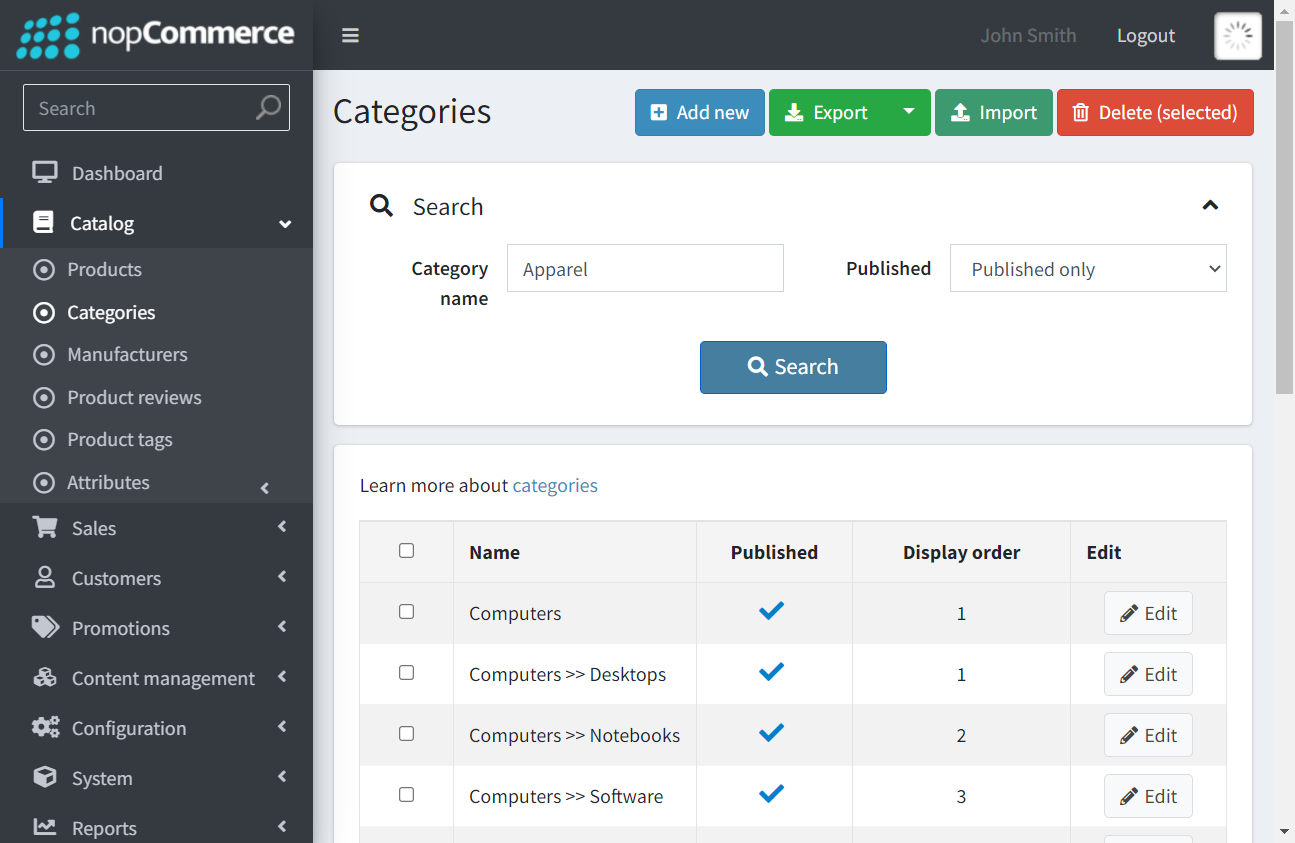 nopCommerce
John Smith
Logout
Search
Dashboard
Catalog
Products
Categories
Manufacturers
Product reviews
Product tags
Attributes
Sales
Customers
Promotions
Content management
Configuration
System
Reports
Categories
Add new
Export
Import
Delete (selected)
Search
Category name
Apparel
Published
Published only
Search
Learn more about categories
Name Published Display order Edit
Computers 1 Edit
Computers >> Desktops 1 Edit
Computers >> Notebooks 2 Edit
Computers >> Software 3 Edit